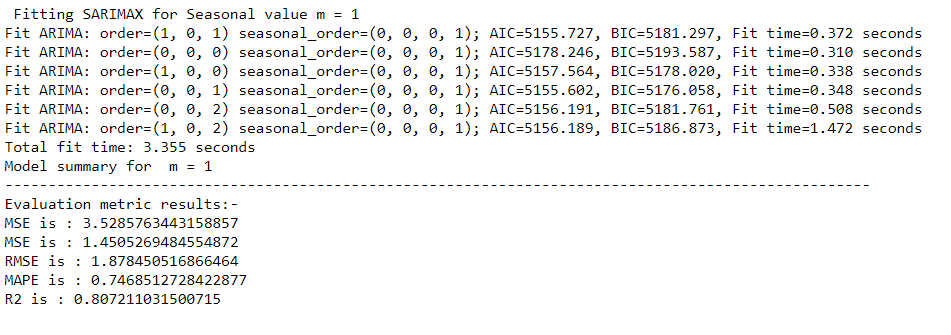 Fitting SARIMAX for Seasonal value m = 1
Fit ARIMA: order=(1, 0, 1) seasonal_order=(0, 0, 0, 1); AIC=5155.727, BIC=5181.297, Fit time=0.372 seconds
Fit ARIMA: order=(0, 0, 0) seasonal_order=(0, 0, 0, 1); AIC=5178.246, BIC=5193.587, Fit time=0.310 seconds
Fit ARIMA: order=(1, 0, 0) seasonal_order=(0, 0, 0, 1); AIC=5157.564, BIC=5178.020, Fit time=0.338 seconds
Fit ARIMA: order=(0, 0, 1) seasonal_order=(0, 0, 0, 1); AIC=5155.602, BIC=5176.058, Fit time=0.348 seconds
Fit ARIMA: order=(0, 0, 2) seasonal_order=(0, 0, 0, 1); AIC=5156.191, BIC=5181.761, Fit time=0.508 seconds
Fit ARIMA: order=(1, 0, 2) seasonal_order=(0, 0, 0, 1); AIC=5156.189, BIC=5186.873, Fit time=1.472 seconds
Total fit time: 3.355 seconds
Model summary for  m = 1
---------------------------------------------------------------------------------------------------------
Evaluation metric results:-
MSE is : 3.5285763443158857
MSE is : 1.4505269484554872
RMSE is : 1.878450516866464
MAPE is : 0.7468512728422877
R2 is : 0.807211031500715